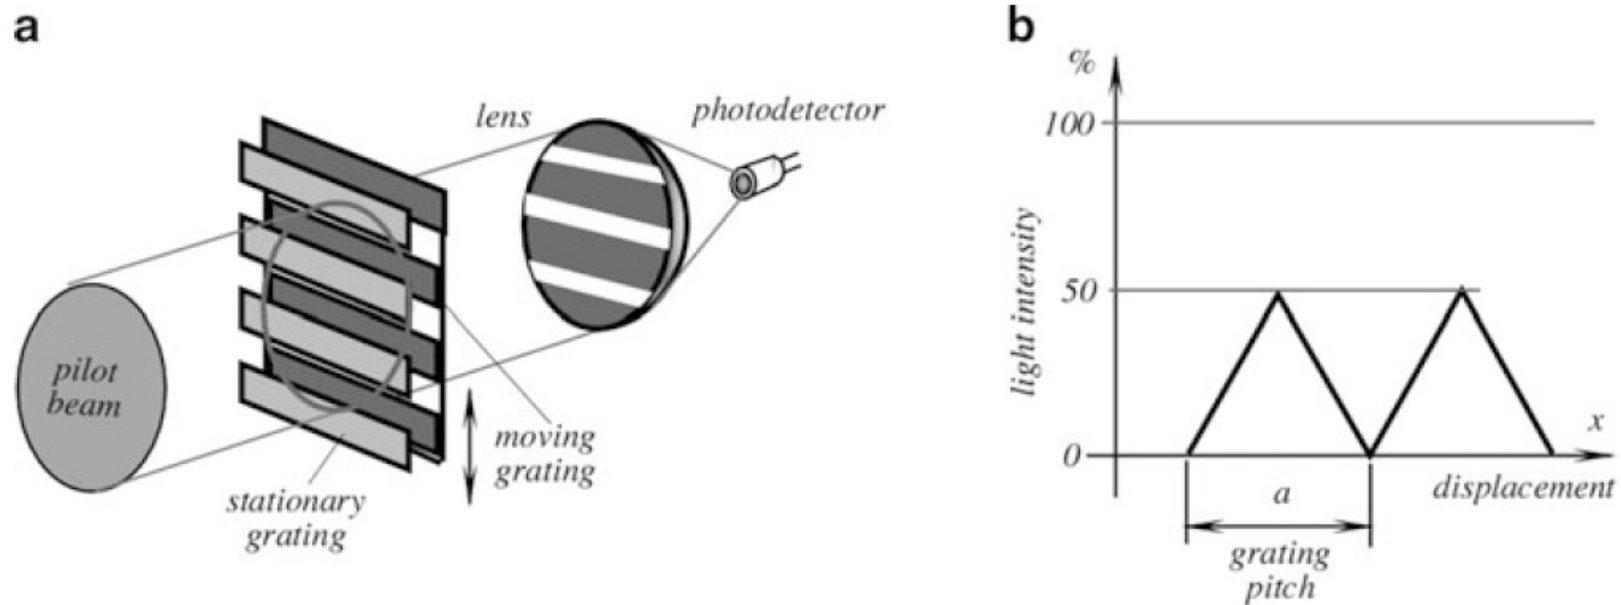 a
lens
photodetector
pilot
beam
moving
grating
stationary
grating
b
%
100
light intensity
50
0
x
displacement
a
grating
pitch